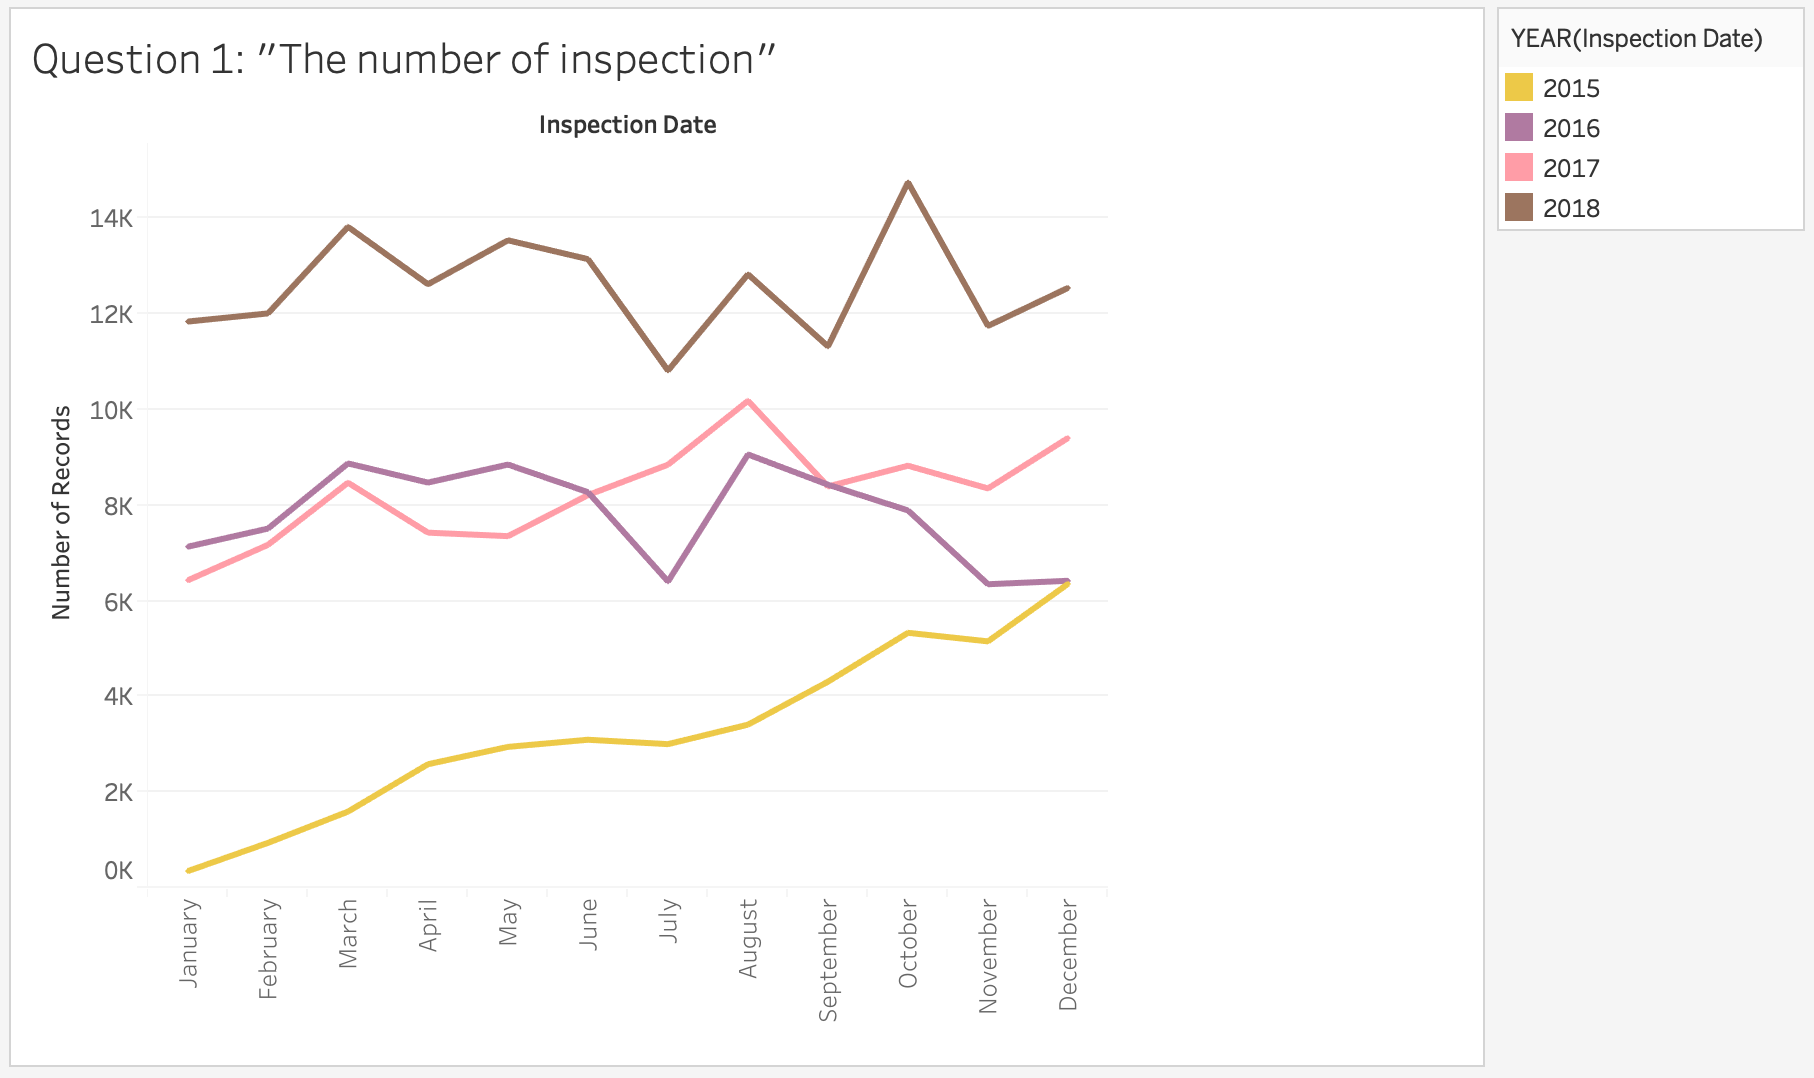 Question 1: "The number of inspection"
Inspection Date
Number of Records
14K
12K
10K
8K
6K
4K
2K
0K
January
February
March
April
May
June
July
August
September
October
November
December
YEAR(Inspection Date)
2015
2016
2017
2018